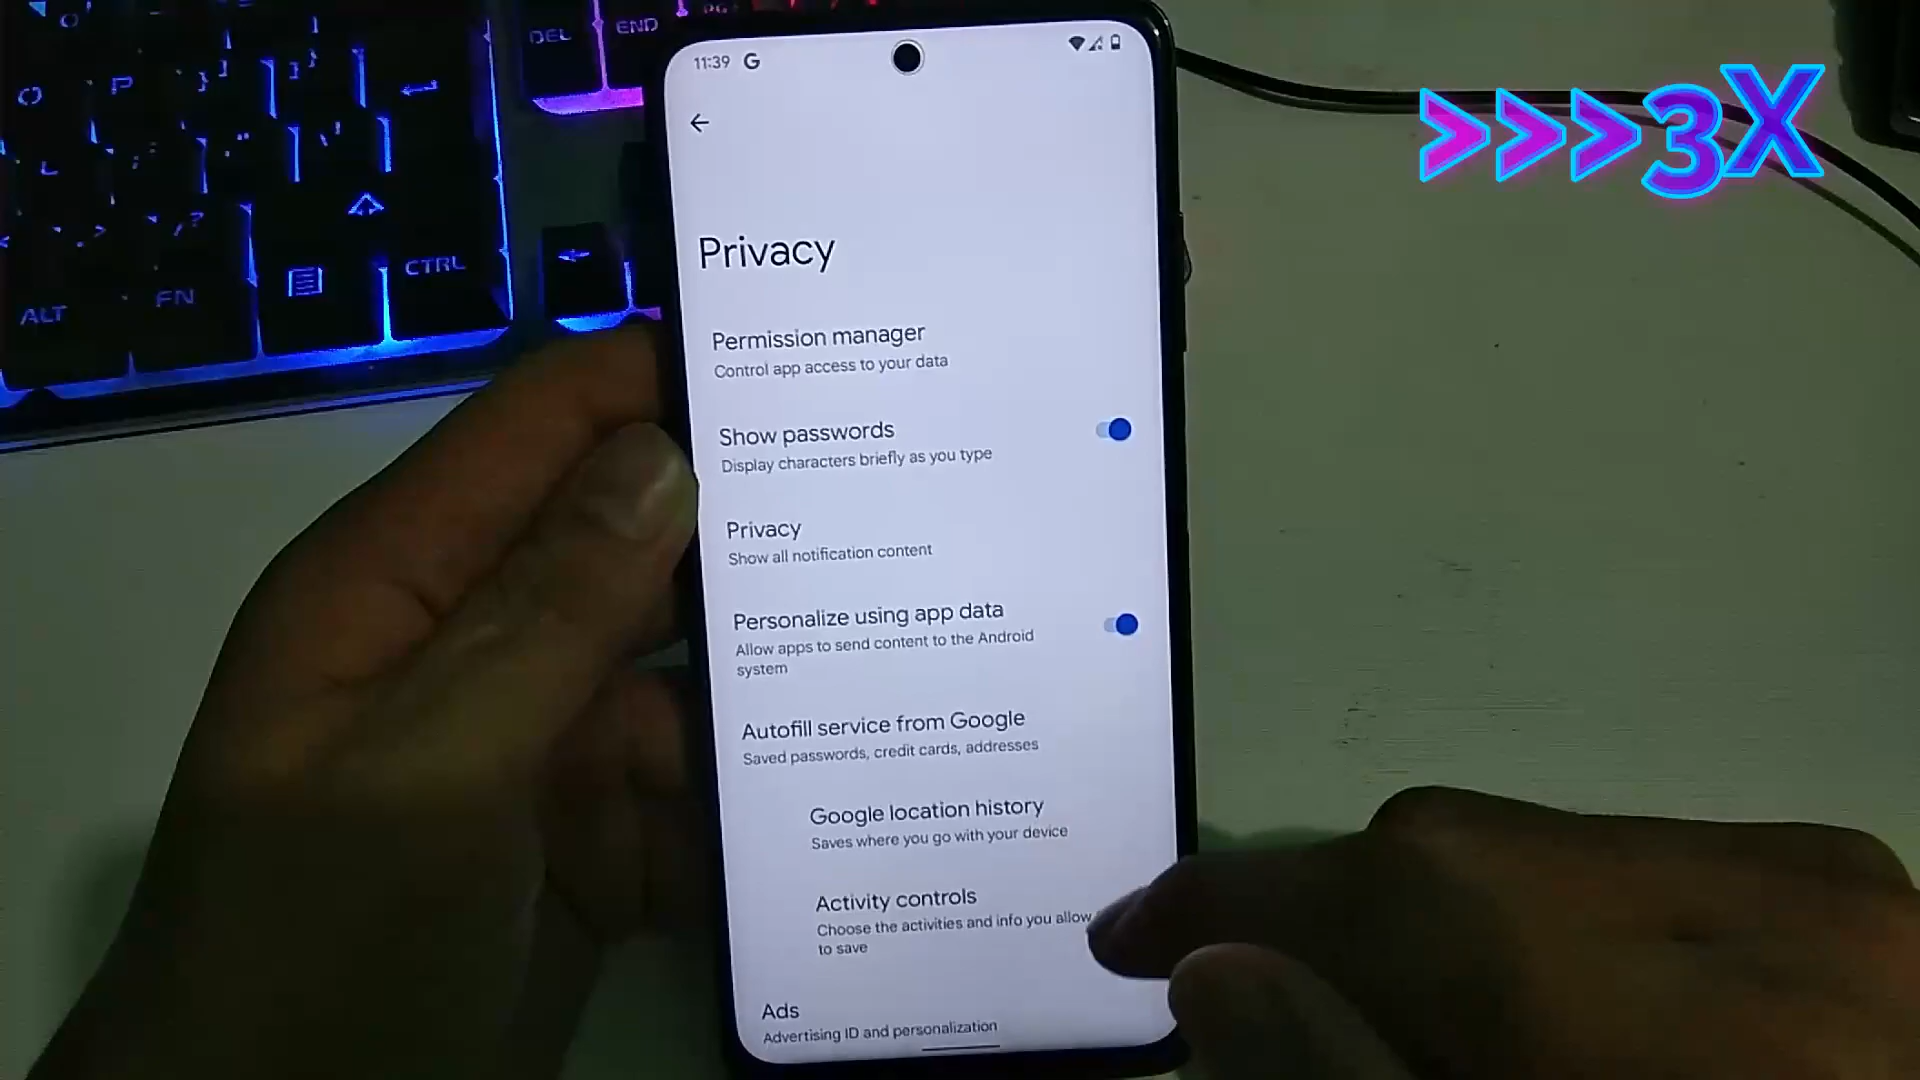 DEL
END
O
P
L
ALT
FN
CTRL
11:39 G
>>>3X
Privacy
Permission manager
Control app access to your data
Show passwords
Display characters briefly as you type
Privacy
Show all notification content
Personalize using app data
Allow apps to send content to the Android
system
Autofill service from Google
Saved passwords, credit cards, addresses
Google location history
Saves where you go with your device
Activity controls
Choose the activities and info you allow
to save
Ads
Advertising ID and personalization